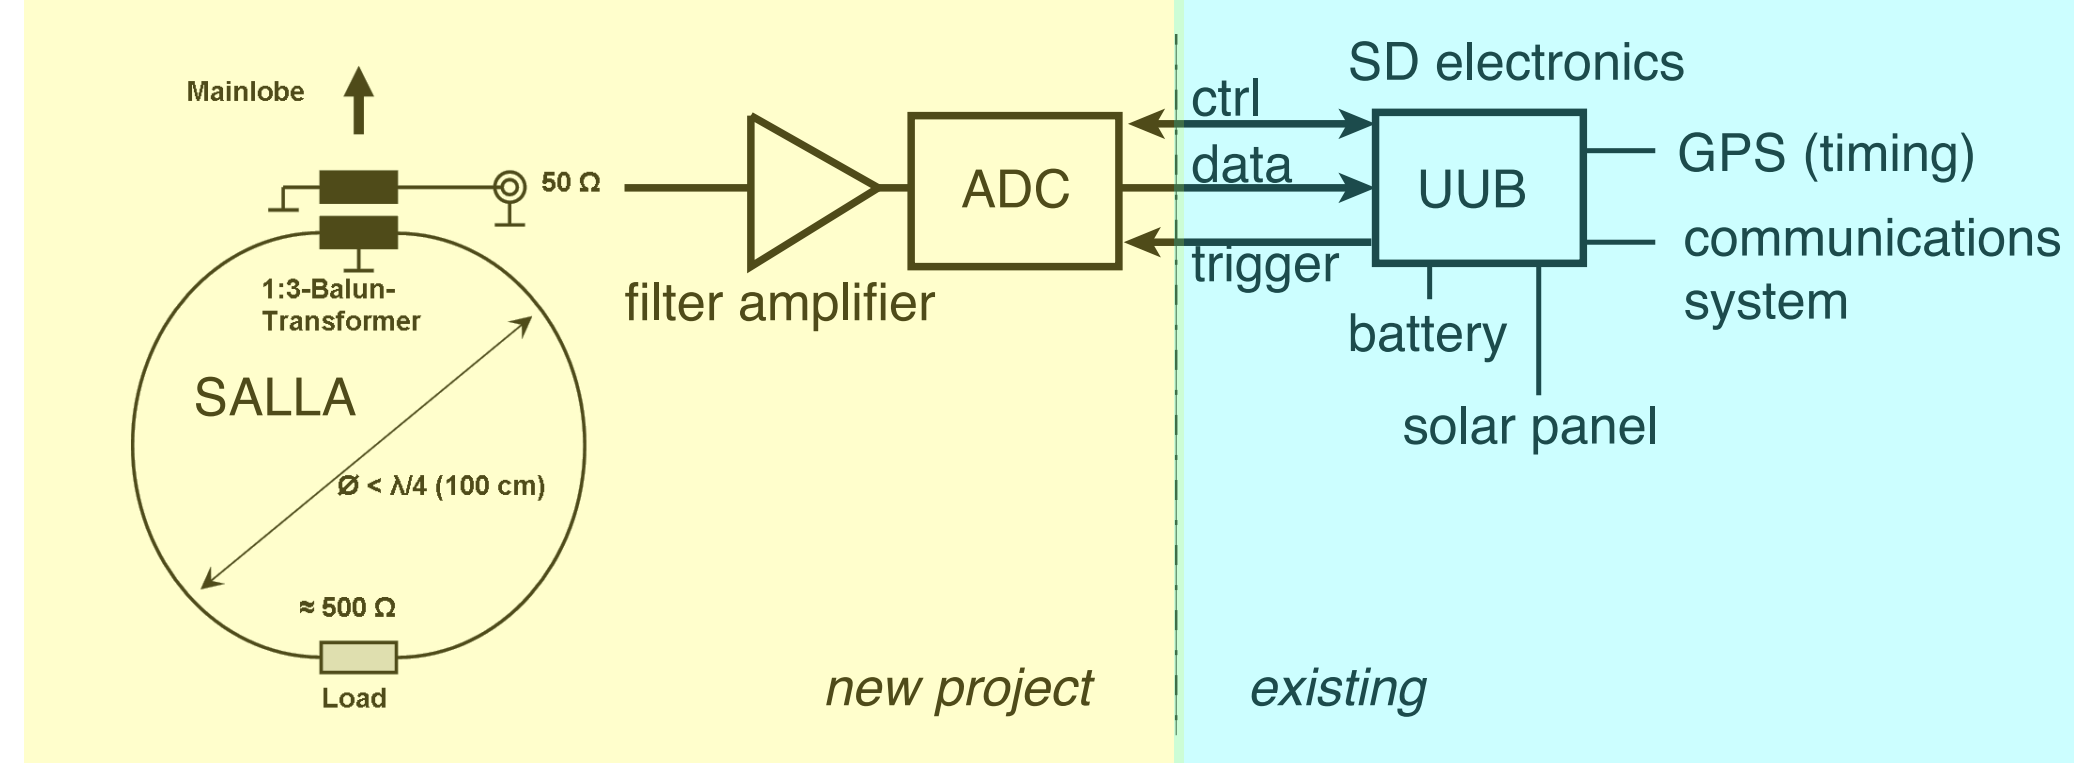 Mainlobe
50 Ω
1:3-Balun-
Transformer
SALLA
Ø < λ/4 (100 cm)
≈ 500 Ω
Load
filter amplifier
ADC
new project
ctrl
data
trigger
SD electronics
UUB
GPS (timing)
communications
system
battery
solar panel
existing